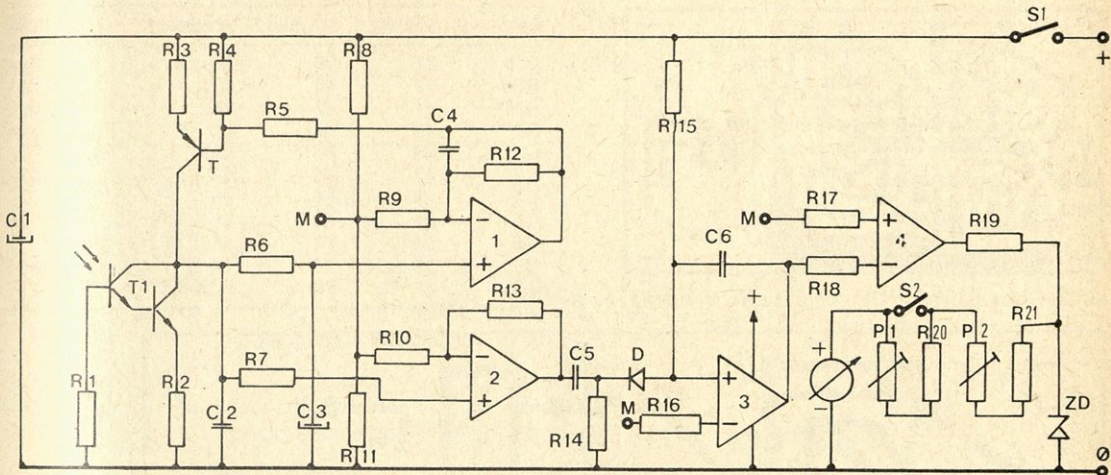 S1
+
R3 R4 R8
R15
R5 C4
R12
T
C1
M R9
1
−
+
R6
T1
R13
R10
2
−
+
R7
C5 D
R1 R2
C2 C3
R11
R14
M R16
3
+
+
−
C6
M R17
4
+
−
R18
R19
S2
+
−
P1 R20 P2 R21
ZD
0